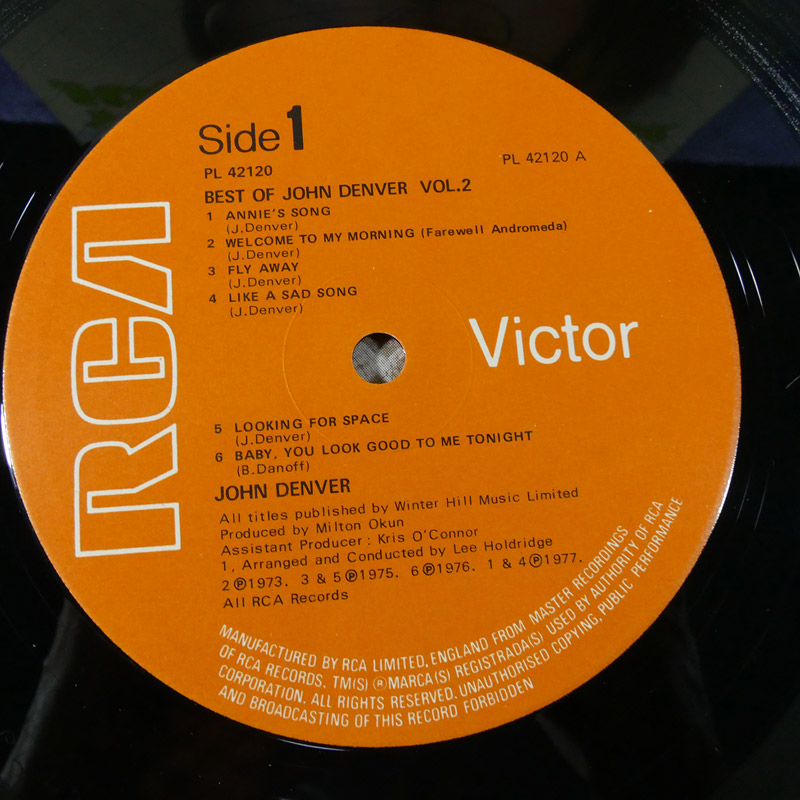 Side 1
PL 42120
PL 42120 A
BEST OF JOHN DENVER VOL.2
1 ANNIE'S SONG
(J.Denver)
2 WELCOME TO MY MORNING (Farewell Andromeda)
(J.Denver)
3 FLY AWAY
(J.Denver)
4 LIKE A SAD SONG
(J.Denver)
RCA
Victor
5 LOOKING FOR SPACE
(J.Denver)
6 BABY, YOU LOOK GOOD TO ME TONIGHT
(B.Danoff)
JOHN DENVER
All titles published by Winter Hill Music Limited
Produced by Milton Okun
Assistant Producer : Kris O'Connor
1, Arranged and Conducted by Lee Holdridge
2 ℗1973. 3 & 5 ℗1975. 6 ℗1976. 1 & 4 ℗1977.
All RCA Records
MANUFACTURED BY RCA LIMITED, ENGLAND FROM MASTER RECORDINGS
OF RCA RECORDS. TM(S) ® MARCA(S) REGISTRADA(S) USED BY AUTHORITY OF RCA
CORPORATION. ALL RIGHTS RESERVED. UNAUTHORISED COPYING, PUBLIC PERFORMANCE
AND BROADCASTING OF THIS RECORD FORBIDDEN